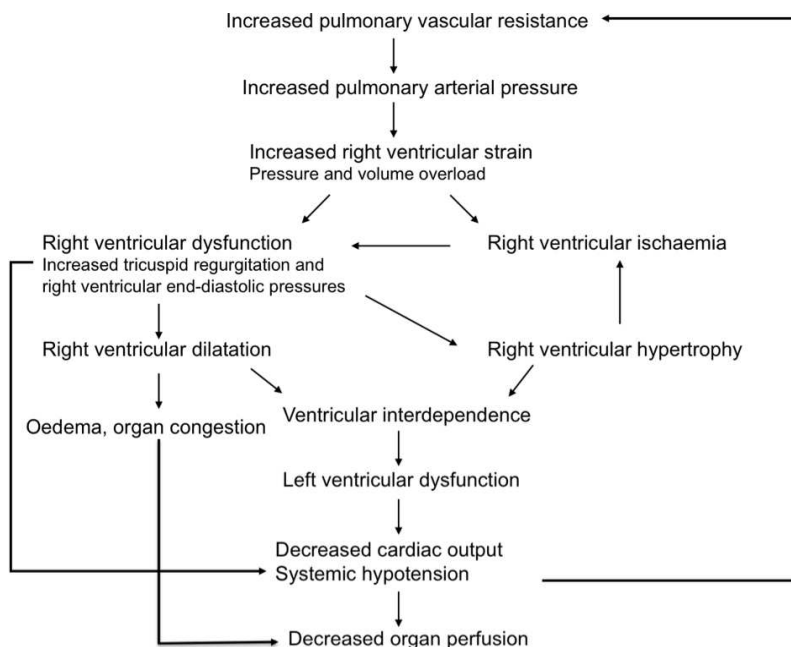 Increased pulmonary vascular resistance
Increased pulmonary arterial pressure
Increased right ventricular strain
Pressure and volume overload
Right ventricular dysfunction
Increased tricuspid regurgitation and
right ventricular end-diastolic pressures
Right ventricular ischaemia
Right ventricular dilatation
Right ventricular hypertrophy
Oedema, organ congestion
Ventricular interdependence
Left ventricular dysfunction
Decreased cardiac output
Systemic hypotension
Decreased organ perfusion